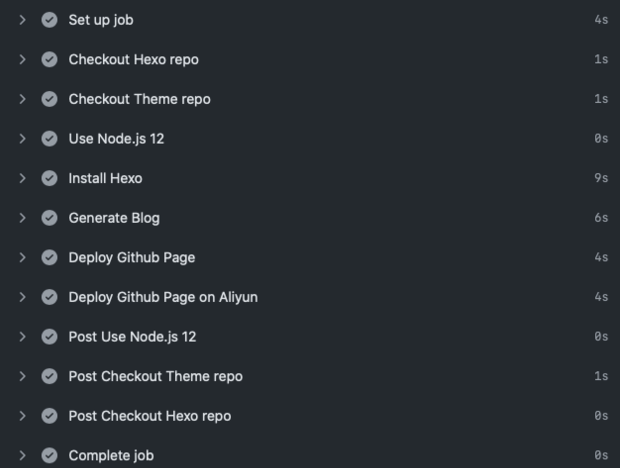 Set up job 4s
Checkout Hexo repo 1s
Checkout Theme repo 1s
Use Node.js 12 0s
Install Hexo 9s
Generate Blog 6s
Deploy Github Page 4s
Deploy Github Page on Aliyun 4s
Post Use Node.js 12 0s
Post Checkout Theme repo 1s
Post Checkout Hexo repo 0s
Complete job 0s